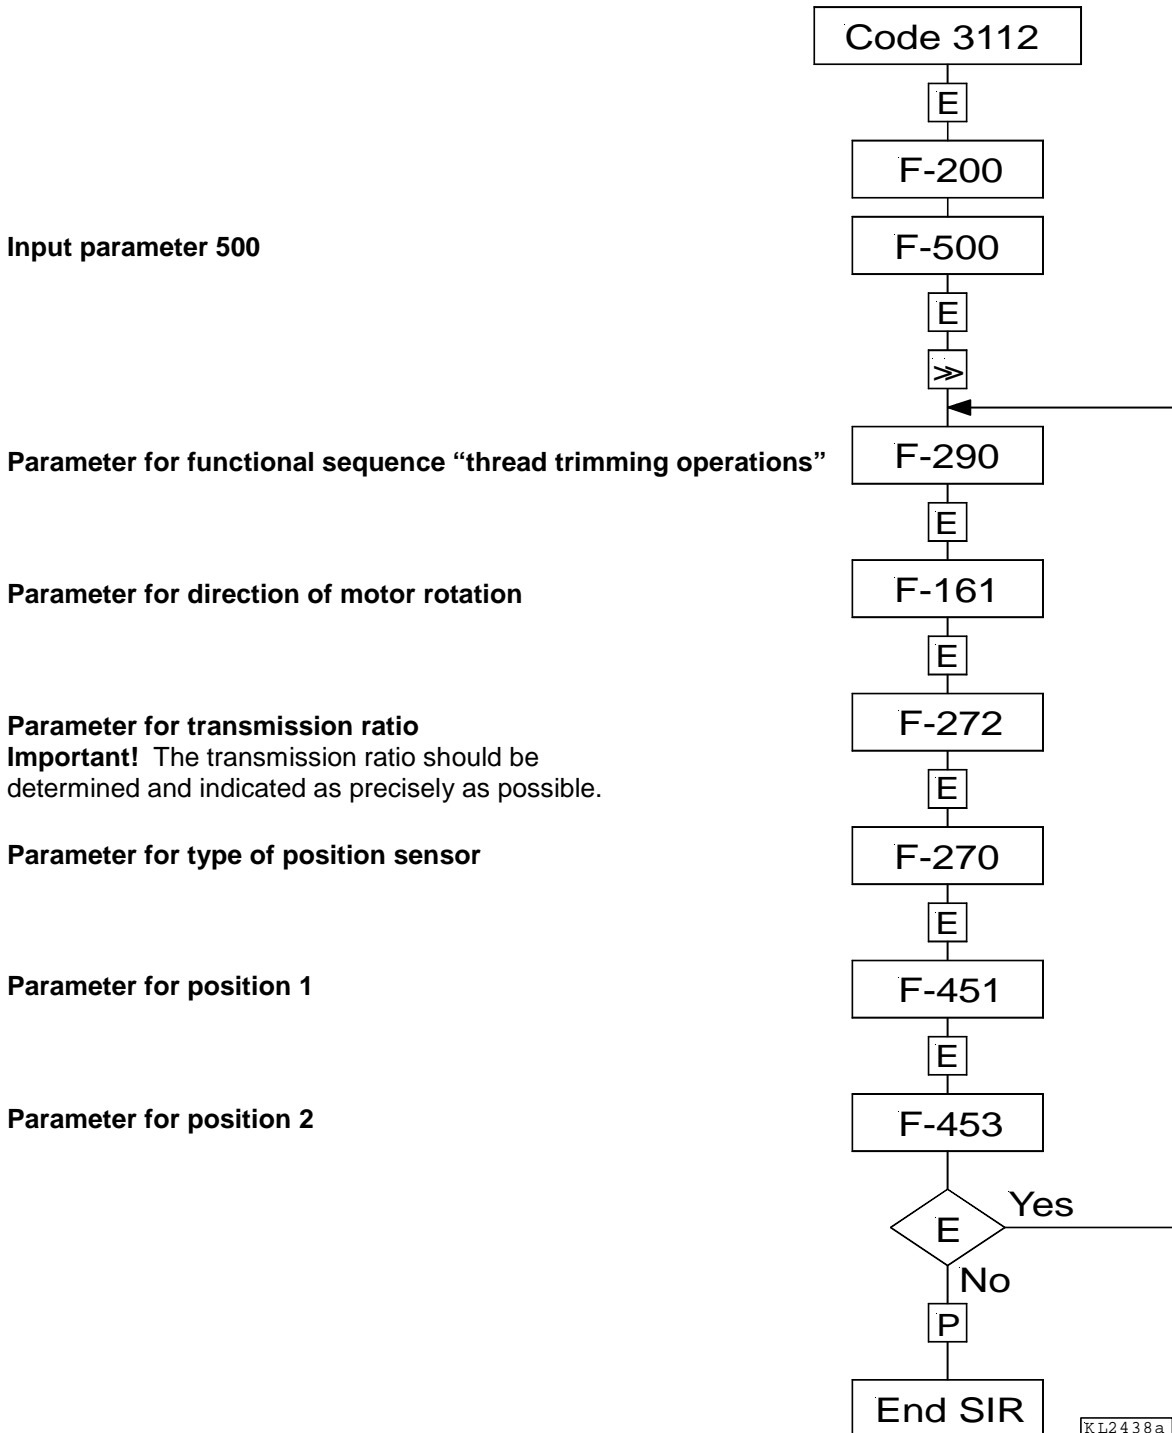 Code 3112
E
F-200
Input parameter 500
F-500
E
≫
Parameter for functional sequence “thread trimming operations”
F-290
E
Parameter for direction of motor rotation
F-161
E
Parameter for transmission ratio
F-272
Important! The transmission ratio should be
determined and indicated as precisely as possible.
E
Parameter for type of position sensor
F-270
E
Parameter for position 1
F-451
E
Parameter for position 2
F-453
Yes
E
No
P
End SIR
KL2438a